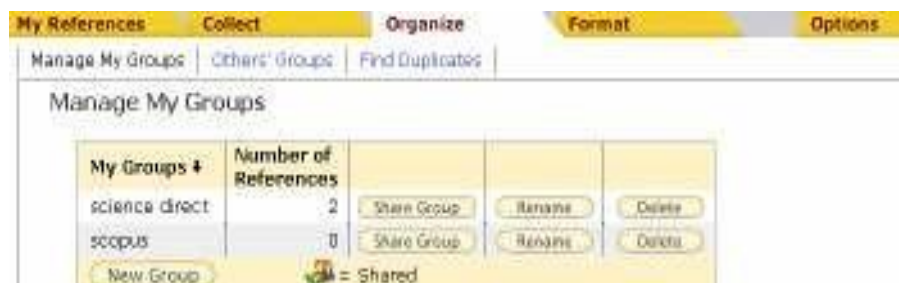 My References Collect Organize Format Options
Manage My Groups Others' Groups Find Duplicates
Manage My Groups
My Groups Number of References
science direct 2 Share Group Rename Delete
scopus 0 Share Group Rename Delete
New Group = Shared